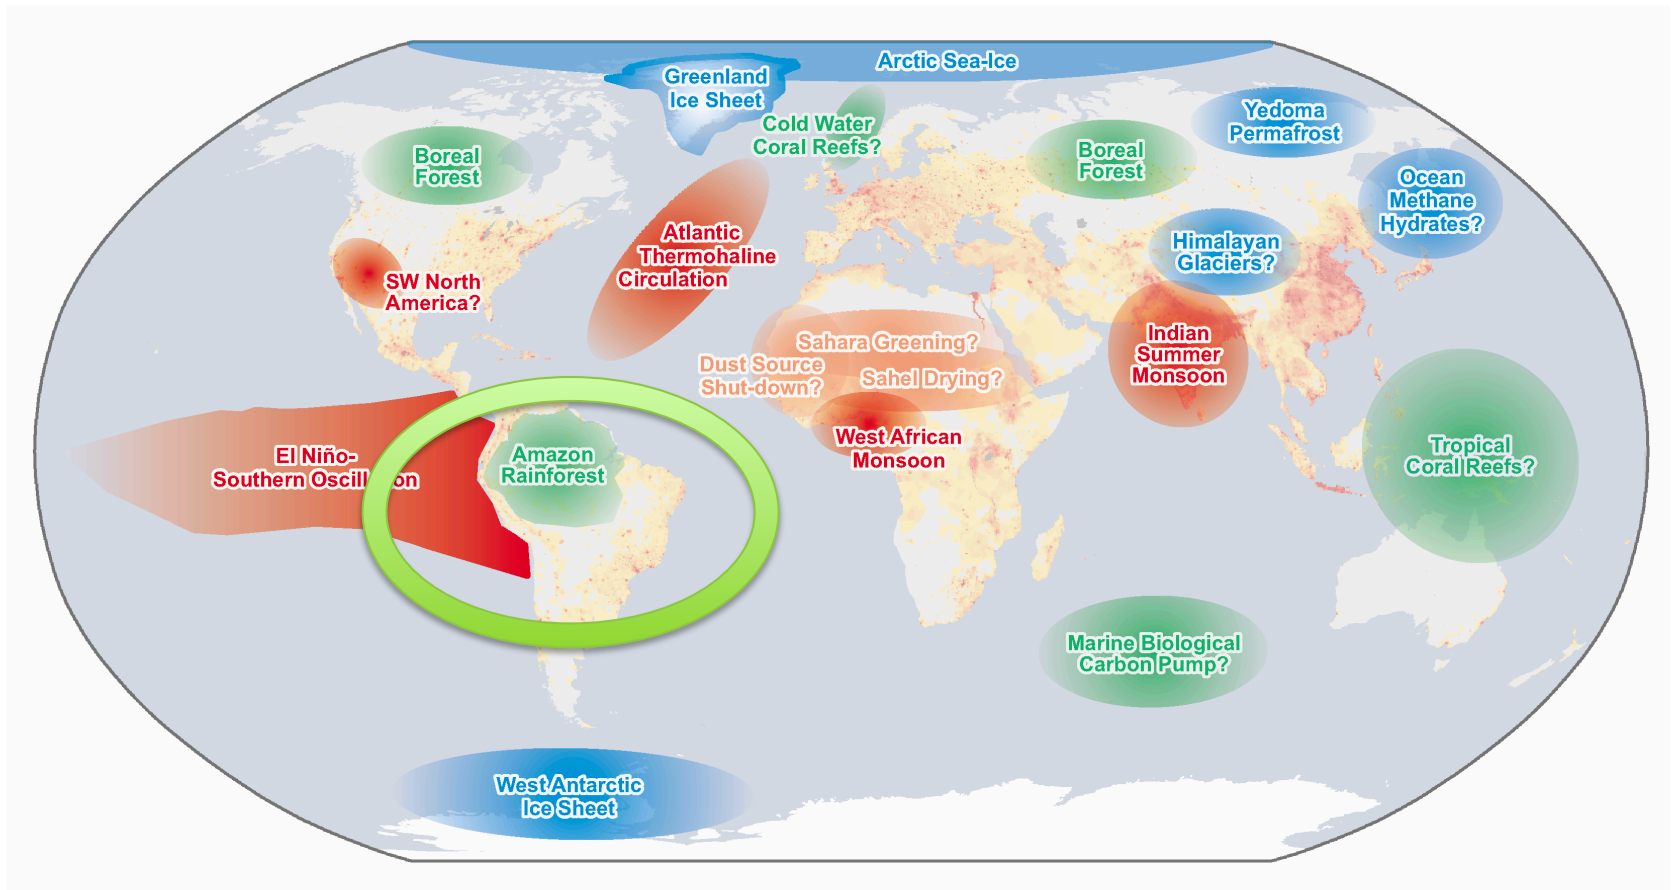 Arctic Sea-Ice
Greenland
Ice Sheet
Yedoma
Permafrost
Cold Water
Coral Reefs?
Boreal
Forest
Boreal
Forest
Ocean
Methane
Hydrates?
Atlantic
Thermohaline
Circulation
Himalayan
Glaciers?
SW North
America?
Sahara Greening?
Dust Source
Shut-down?
Sahel Drying?
Indian
Summer
Monsoon
West African
Monsoon
El Niño-
Southern
Amazon
Rainforest
Tropical
Coral Reefs?
Marine Biological
Carbon Pump?
West Antarctic
Ice Sheet